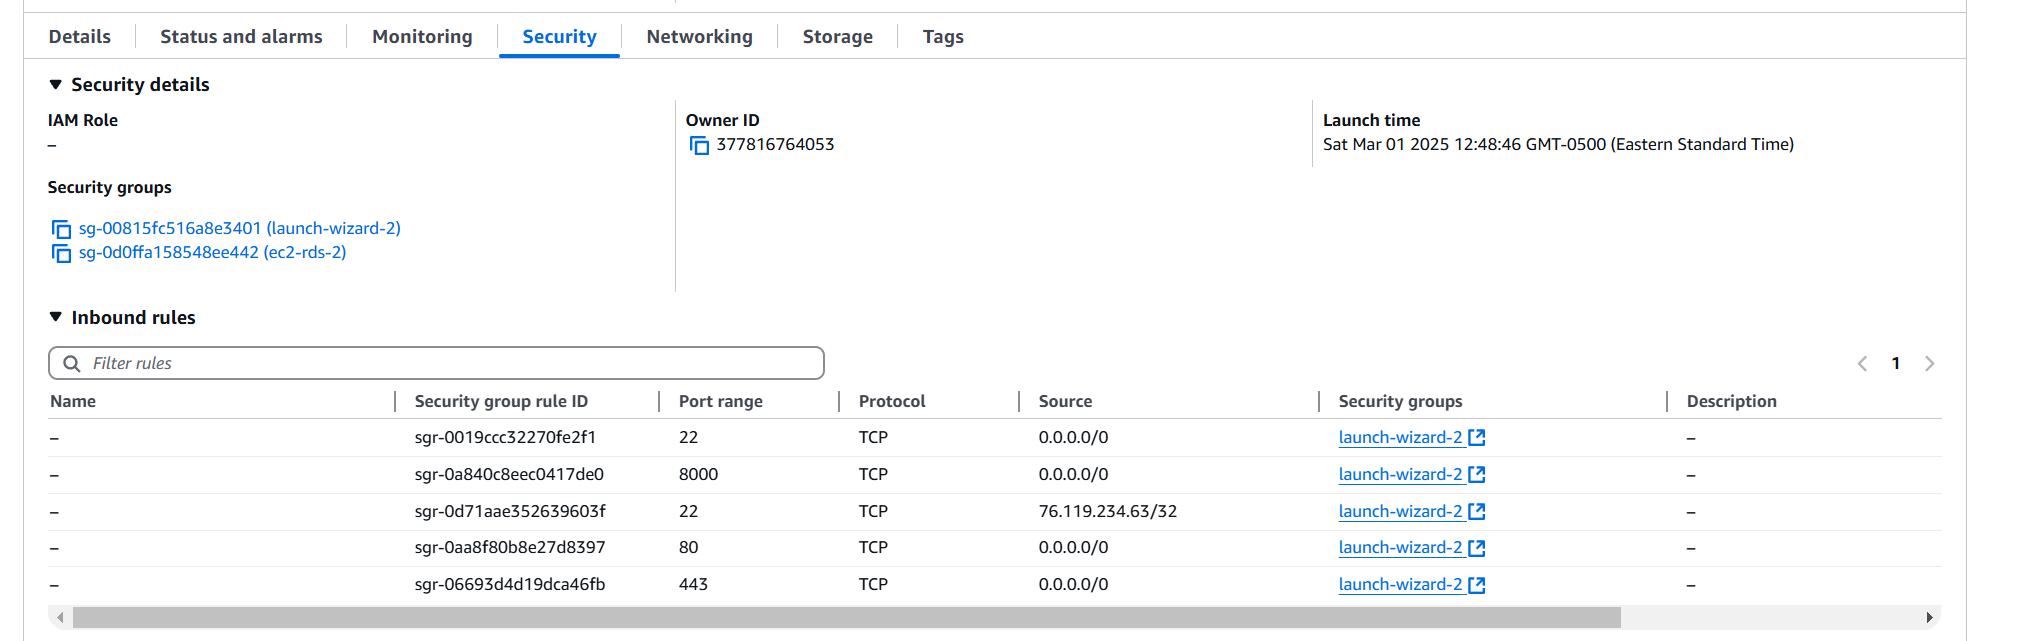 Details Status and alarms Monitoring Security Networking Storage Tags
Security details
IAM Role
–
Security groups
sg-00815fc516a8e3401 (launch-wizard-2)
sg-0d0ffa158548ee442 (ec2-rds-2)
Owner ID
377816764053
Launch time
Sat Mar 01 2025 12:48:46 GMT-0500 (Eastern Standard Time)
Inbound rules
Filter rules
1
Name Security group rule ID Port range Protocol Source Security groups Description
– sgr-0019ccc32270fe2f1 22 TCP 0.0.0.0/0 launch-wizard-2 –
– sgr-0a840c8eec0417de0 8000 TCP 0.0.0.0/0 launch-wizard-2 –
– sgr-0d71aae352639603f 22 TCP 76.119.234.63/32 launch-wizard-2 –
– sgr-0aa8f80b8e27d8397 80 TCP 0.0.0.0/0 launch-wizard-2 –
– sgr-06693d4d19dca46fb 443 TCP 0.0.0.0/0 launch-wizard-2 –